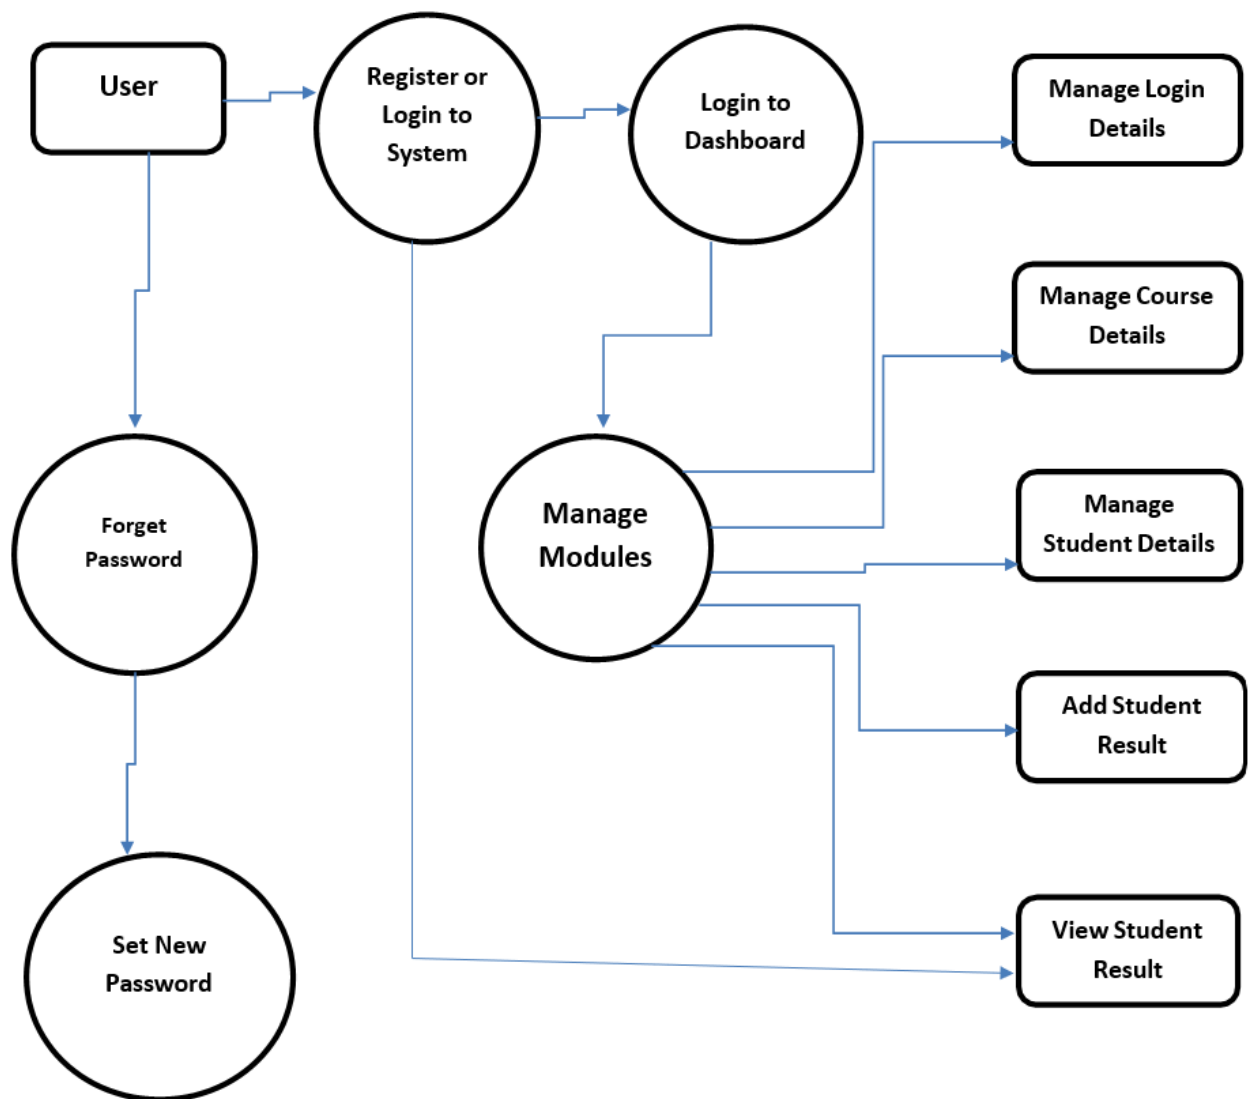 User
Register or
Login to
System
Login to
Dashboard
Manage Login
Details
Manage Course
Details
Forget
Password
Manage
Modules
Manage
Student Details
Add Student
Result
Set New
Password
View Student
Result